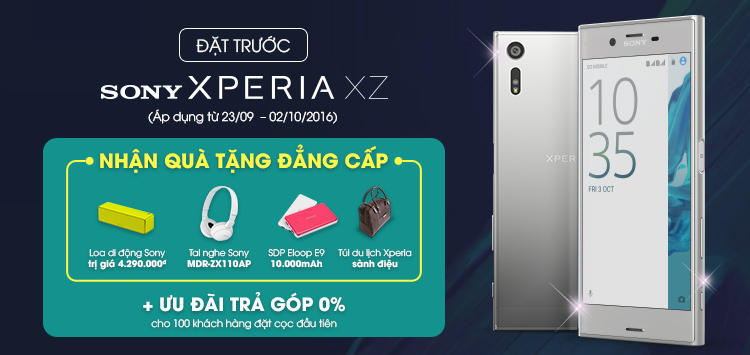 ĐẶT TRƯỚC
SONY XPERIA XZ
(Áp dụng từ 23/09 – 02/10/2016)
NHẬN QUÀ TẶNG ĐẲNG CẤP
Loa di động Sony
trị giá 4.290.000đ
Tai nghe Sony
MDR-ZX110AP
SDP Eloop E9
10.000mAh
Túi du lịch Xperia
sành điệu
+ ƯU ĐÃI TRẢ GÓP 0%
cho 100 khách hàng đặt cọc đầu tiên
XPER
SONY
GO MOBILE
10
35
FRI 3 OCT